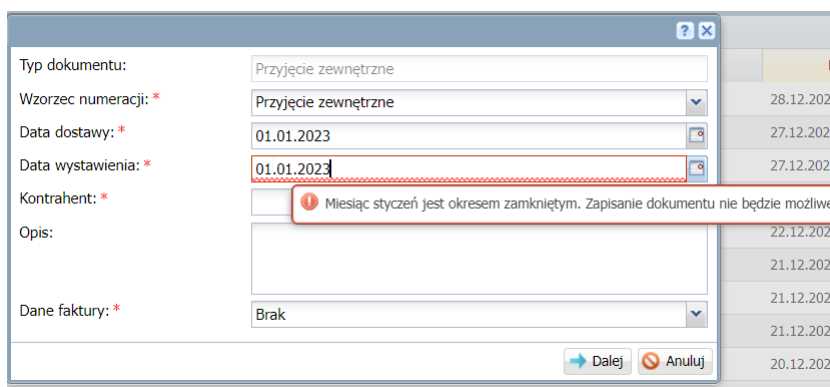 Typ dokumentu: Przyjęcie zewnętrzne
Wzorzec numeracji: * Przyjęcie zewnętrzne
28.12.202
Data dostawy: * 01.01.2023
27.12.202
Data wystawienia: * 01.01.2023
27.12.202
Kontrahent: *
Miesiąc styczeń jest okresem zamkniętym. Zapisanie dokumentu nie będzie możliwe
Opis:
22.12.202
21.12.202
21.12.202
Dane faktury: * Brak
21.12.202
Dalej Anuluj
20.12.202